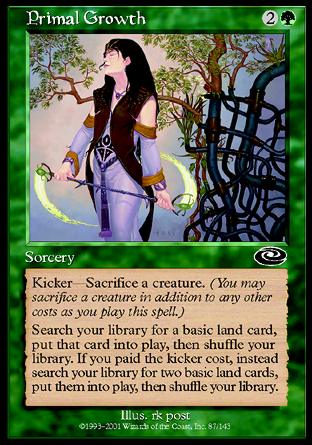 Primal Growth 2
Sorcery
Kicker—Sacrifice a creature. (You may
sacrifice a creature in addition to any other
costs as you play this spell.)
Search your library for a basic land card,
put that card into play, then shuffle your
library. If you paid the kicker cost, instead
search your library for two basic land cards,
put them into play, then shuffle your library.
Illus. rk post
©1993–2001 Wizards of the Coast, Inc. 87/143